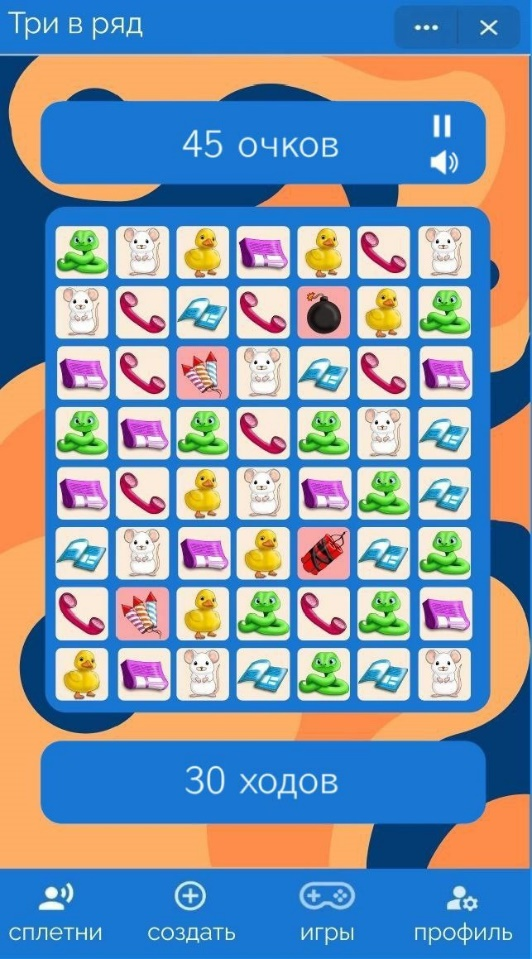 Три в ряд
45 очков
30 ходов
сплетни
создать
игры
профиль